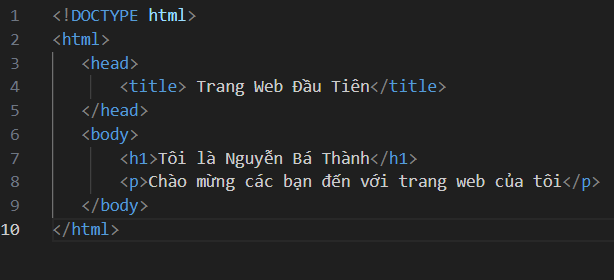 1 <!DOCTYPE html>
2 <html>
3 <head>
4 <title> Trang Web Đầu Tiên</title>
5 </head>
6 <body>
7 <h1>Tôi là Nguyễn Bá Thành</h1>
8 <p>Chào mừng các bạn đến với trang web của tôi</p>
9 </body>
10 </html>